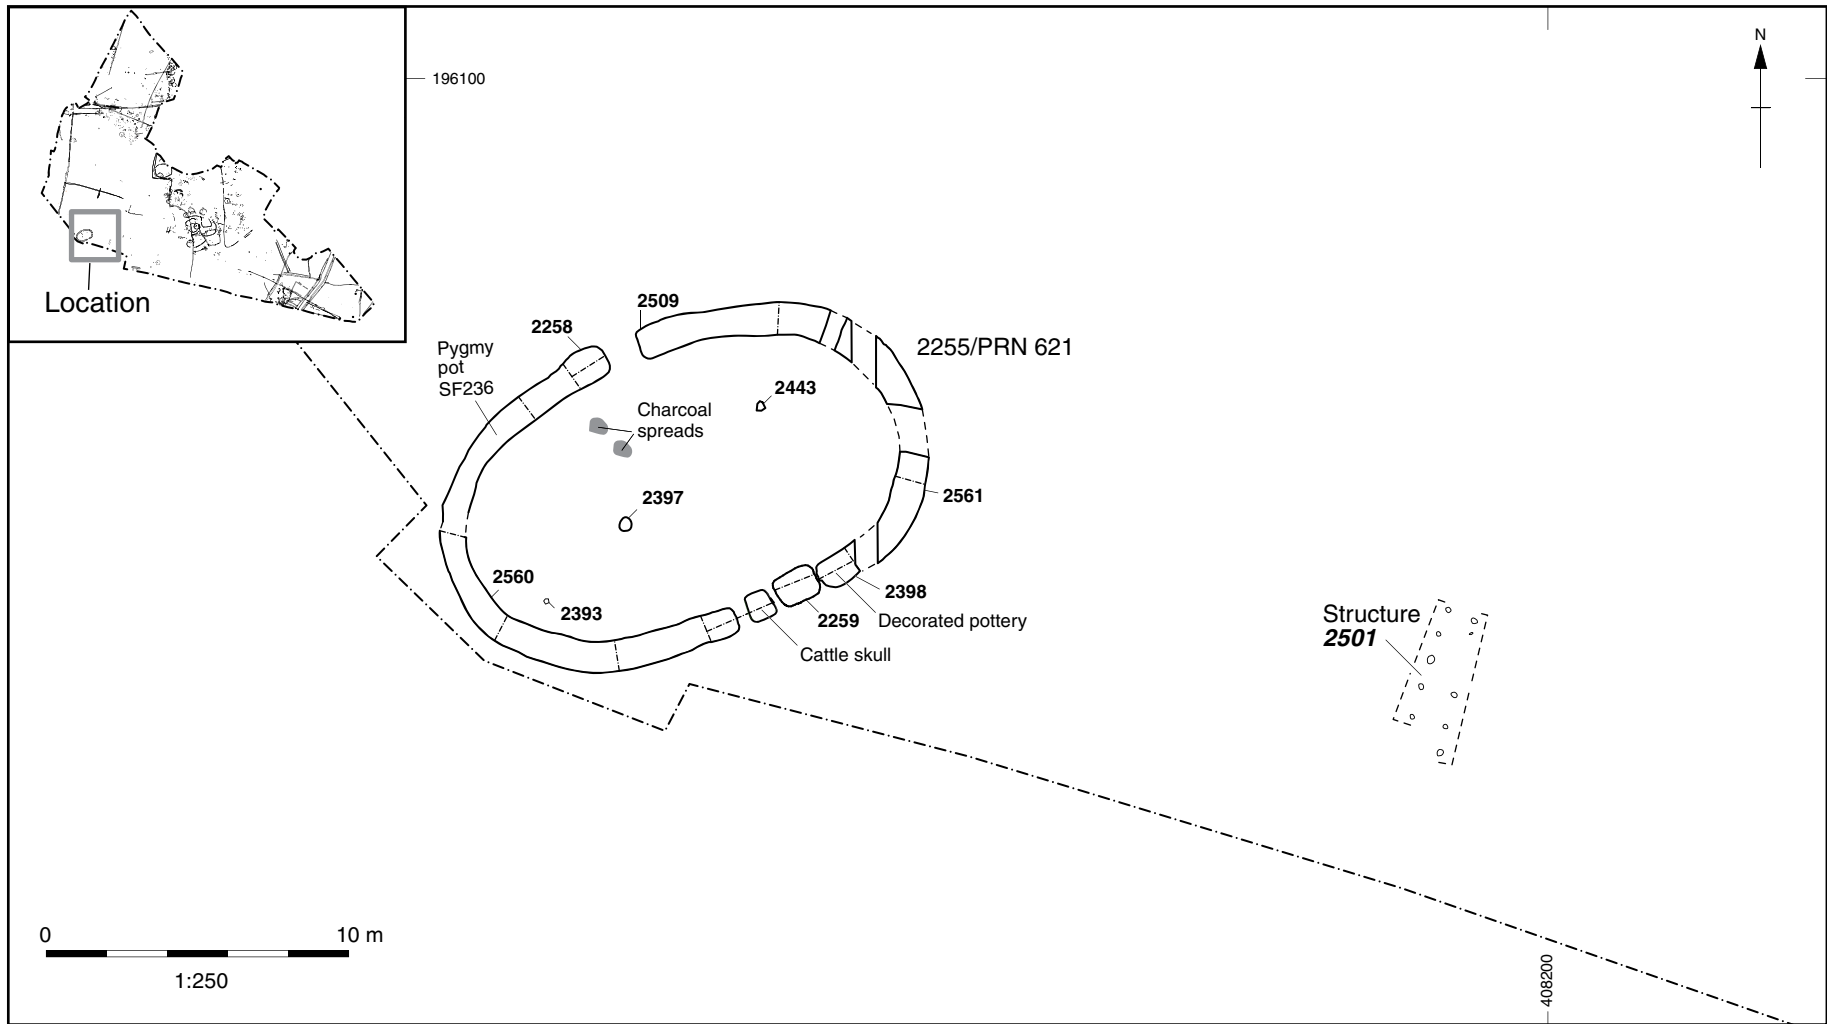 196100
N
Location
2509
2258
2255/PRN 621
Pygmy
pot
SF236
2443
Charcoal
spreads
2397
2561
2560
2393
2398
2259
Decorated pottery
Cattle skull
Structure
2501
0 10 m
1:250
408200